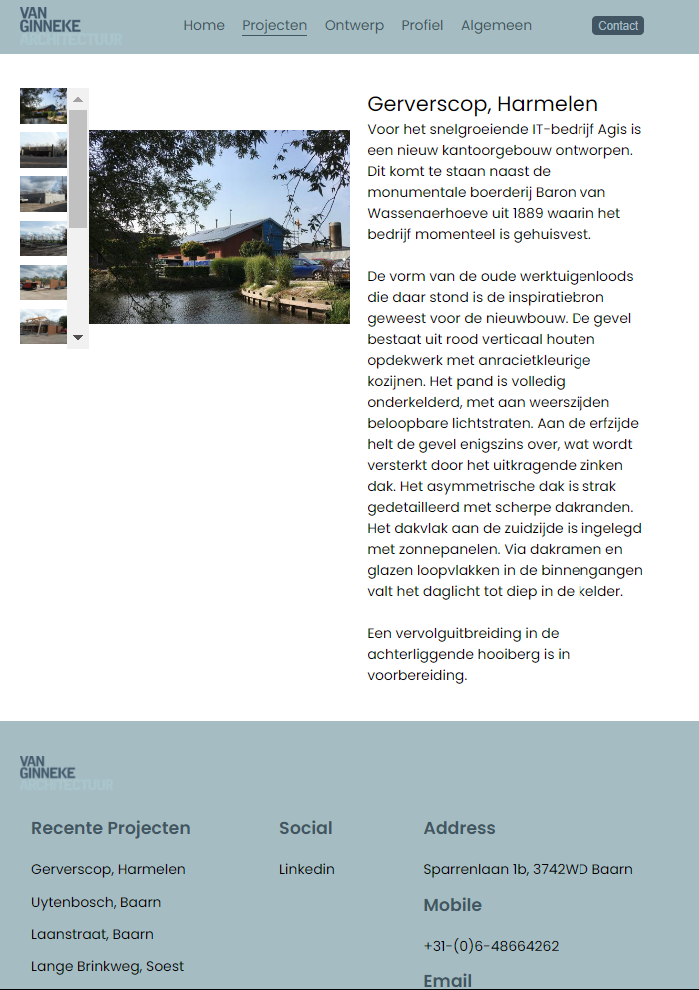 VAN
GINNEKE
ARCHITECTUUR
Home Projecten Ontwerp Profiel Algemeen Contact
Gerverscop, Harmelen
Voor het snelgroeiende IT-bedrijf Agis is
een nieuw kantoorgebouw ontworpen.
Dit komt te staan naast de
monumentale boerderij Baron van
Wassenaerhoeve uit 1889 waarin het
bedrijf momenteel is gehuisvest.
De vorm van de oude werktuigenloods
die daar stond is de inspiratiebron
geweest voor de nieuwbouw. De gevel
bestaat uit rood verticaal houten
opdekwerk met anracietkleurige
kozijnen. Het pand is volledig
onderkelderd, met aan weerszijden
beloopbare lichtstraten. Aan de erfzijde
helt de gevel enigszins over, wat wordt
versterkt door het uitkragende zinken
dak. Het asymmetrische dak is strak
gedetailleerd met scherpe dakranden.
Het dakvlak aan de zuidzijde is ingelegd
met zonnepanelen. Via dakramen en
glazen loopvlakken in de binnengangen
valt het daglicht tot diep in de kelder.
Een vervolguitbreiding in de
achterliggende hooiberg is in
voorbereiding.
VAN
GINNEKE
ARCHITECTUUR
Recente Projecten
Gerverscop, Harmelen
Uytenbosch, Baarn
Laanstraat, Baarn
Lange Brinkweg, Soest
Social
Linkedin
Address
Sparrenlaan 1b, 3742WD Baarn
Mobile
+31-(0)6-48664262
Email